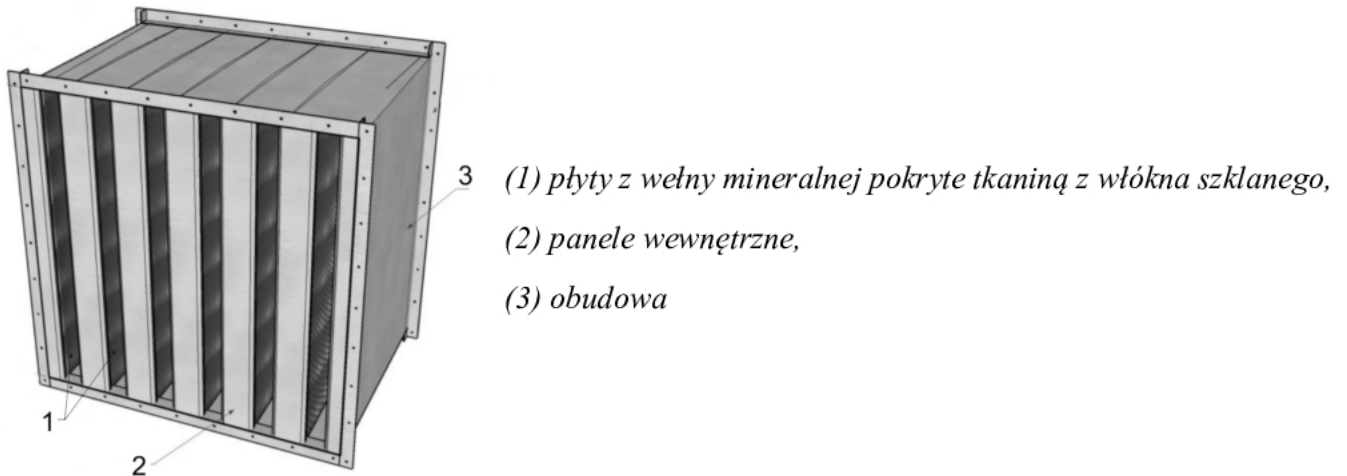 3
(1) płyty z wełny mineralnej pokryte tkaniną z włókna szklanego,
(2) panele wewnętrzne,
(3) obudowa
1
2